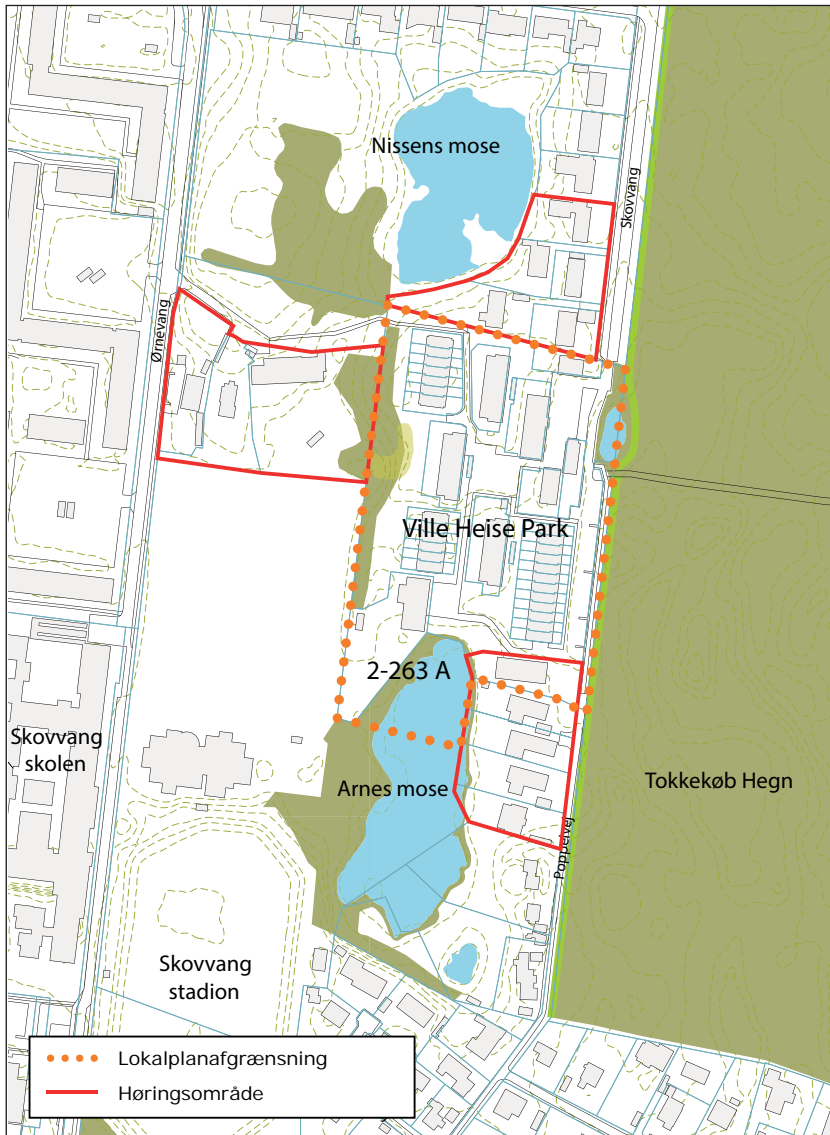 Nissens mose
Skovvang
Ørnevang
Ville Heise Park
2-263 A
Skovvang
skolen
Arnes mose
Tokkekøb Hegn
Poppelvej
Skovvang
stadion
Lokalplanafgrænsning
Høringsområde